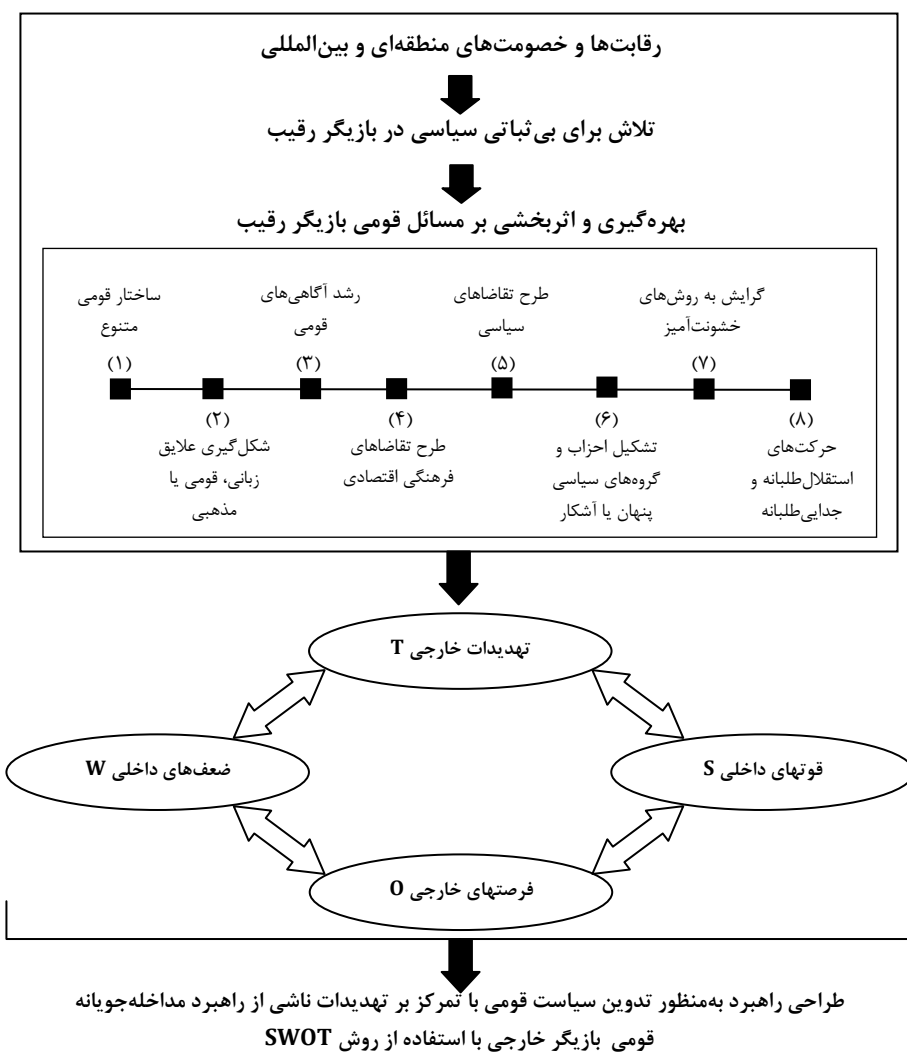 رقابت‌ها و خصومت‌های منطقه‌ای و بین‌المللی
تلاش برای بی‌ثباتی سیاسی در بازیگر رقیب
بهره‌گیری و اثربخشی بر مسائل قومی بازیگر رقیب
ساختار قومی
متنوع
(۱)
(۲)
شکل‌گیری علایق
زبانی، قومی یا
مذهبی
رشد آگاهی‌های
قومی
(۳)
(۴)
طرح تقاضاهای
فرهنگی اقتصادی
طرح تقاضاهای
سیاسی
(۵)
(۶)
تشکیل احزاب و
گروه‌های سیاسی
پنهان یا آشکار
گرایش به روش‌های
خشونت‌آمیز
(۷)
(۸)
حرکت‌های
استقلال‌طلبانه و
جدایی‌طلبانه
تهدیدات خارجی T
قوتهای داخلی S
ضعف‌های داخلی W
فرصتهای خارجی O
طراحی راهبرد به‌منظور تدوین سیاست قومی با تمرکز بر تهدیدات ناشی از راهبرد مداخله‌جویانه
قومی بازیگر خارجی با استفاده از روش SWOT